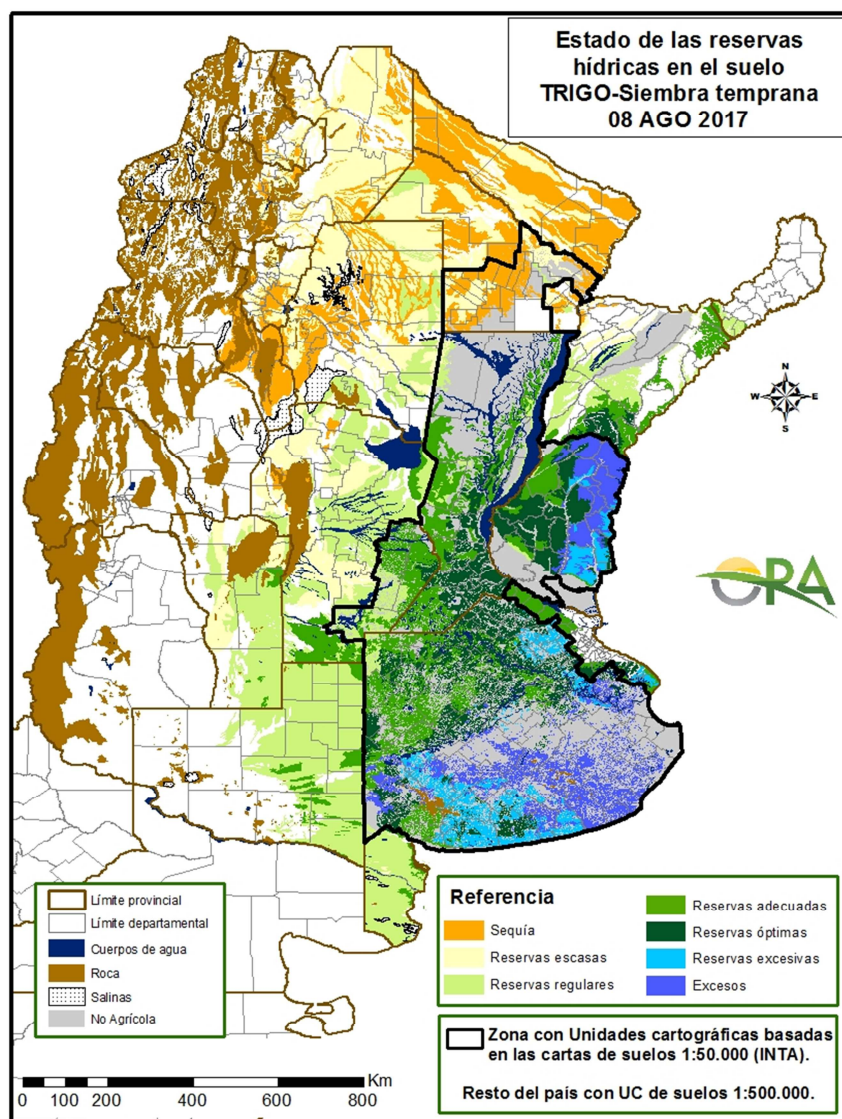 Estado de las reservas
hídricas en el suelo
TRIGO-Siembra temprana
08 AGO 2017
N
W E
S
ORA
Límite provincial
Límite departamental
Cuerpos de agua
Roca
Salinas
No Agrícola
Referencia
Sequía
Reservas escasas
Reservas regulares
Reservas adecuadas
Reservas óptimas
Reservas excesivas
Excesos
Zona con Unidades cartográficas basadas
en las cartas de suelos 1:50.000 (INTA).
Resto del país con UC de suelos 1:500.000.
Km
0 100 200 400 600 800